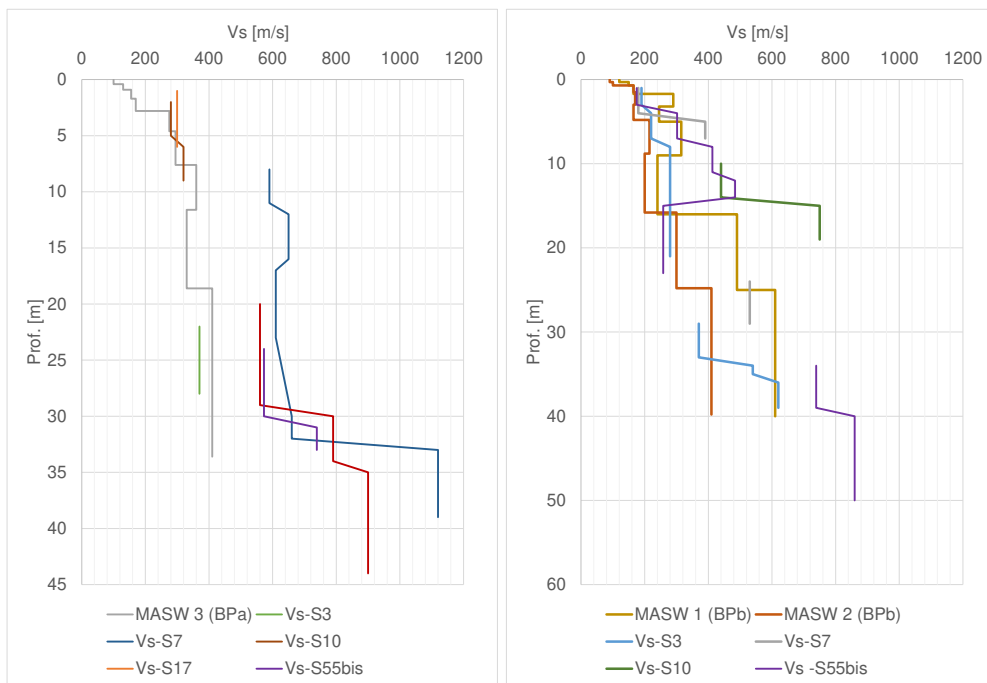 Vs [m/s]
0 200 400 600 800 1000 1200
0
5
10
15
20
25
30
35
40
45
Prof. [m]
MASW 3 (BPa) Vs-S3
Vs-S7 Vs-S10
Vs-S17 Vs-S55bis
Vs [m/s]
0 200 400 600 800 1000 1200
0
10
20
30
40
50
60
Prof. [m]
MASW 1 (BPb) MASW 2 (BPb)
Vs-S3 Vs-S7
Vs-S10 Vs -S55bis